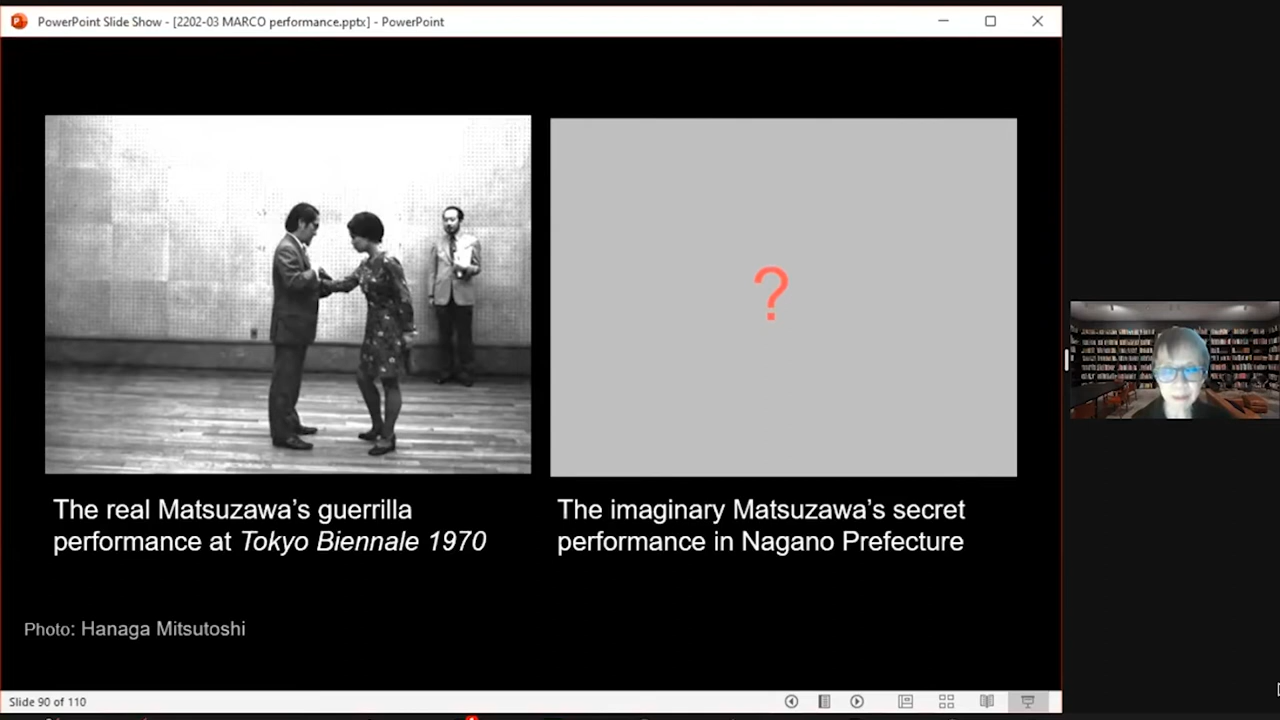 PowerPoint Slide Show - [2202-03 MARCO performance.pptx] - PowerPoint
?
The real Matsuzawa's guerrilla
performance at Tokyo Biennale 1970
The imaginary Matsuzawa's secret
performance in Nagano Prefecture
Photo: Hanaga Mitsutoshi
Slide 90 of 110